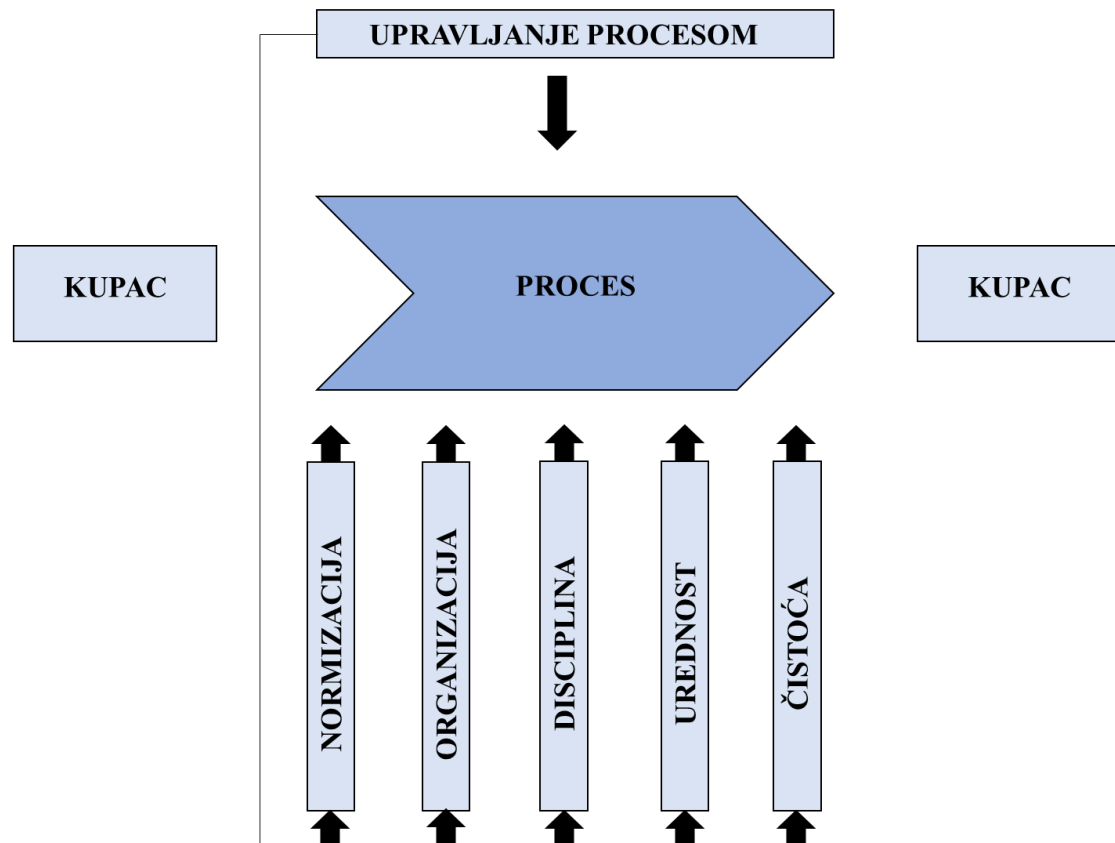 UPRAVLJANJE PROCESOM
KUPAC
PROCES
KUPAC
NORMIZACIJA
ORGANIZACIJA
DISCIPLINA
UREDNOST
ČISTOĆA